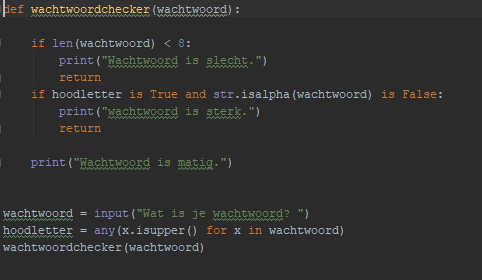 def wachtwoordchecker(wachtwoord):
if len(wachtwoord) < 8:
print("Wachtwoord is slecht.")
return
if hoodletter is True and str.isalpha(wachtwoord) is False:
print("wachtwoord is sterk.")
return
print("Wachtwoord is matig.")
wachtwoord = input("Wat is je wachtwoord? ")
hoodletter = any(x.isupper() for x in wachtwoord)
wachtwoordchecker(wachtwoord)